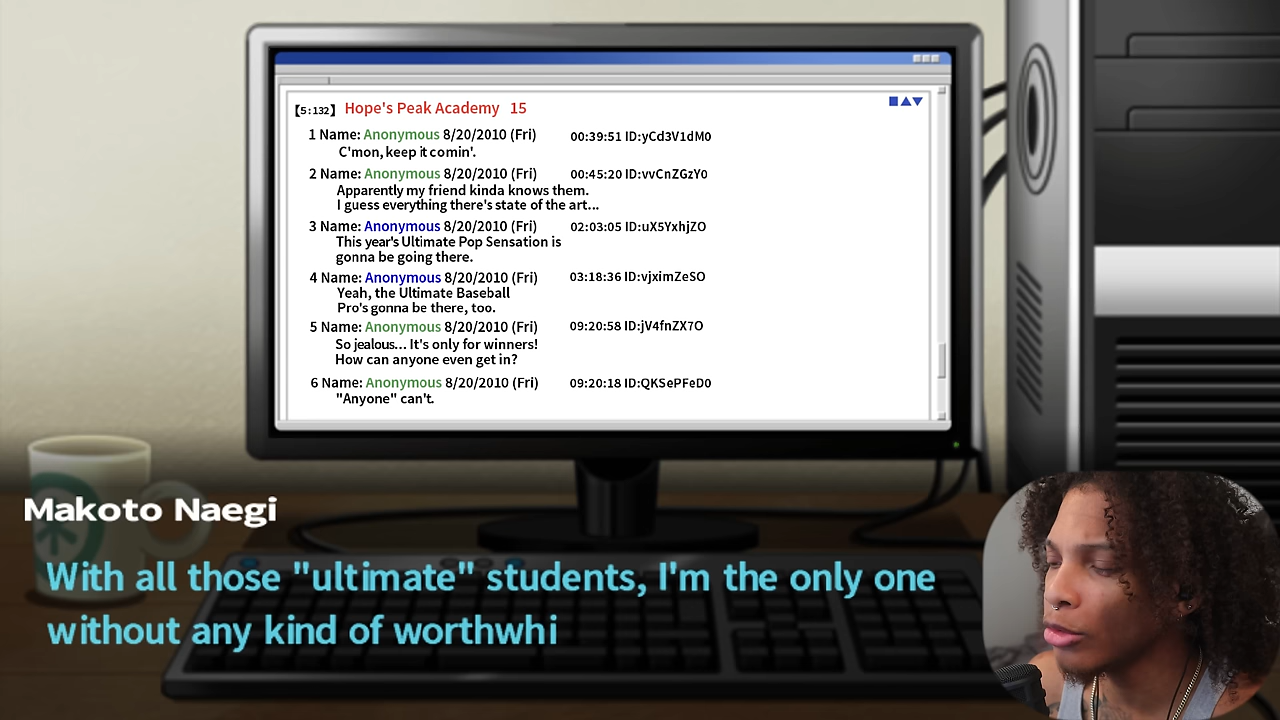 【5:132】 Hope's Peak Academy 15
1 Name: Anonymous 8/20/2010 (Fri) 00:39:51 ID:yCd3V1dM0
C'mon, keep it comin'.
2 Name: Anonymous 8/20/2010 (Fri) 00:45:20 ID:vvCnZGzY0
Apparently my friend kinda knows them.
I guess everything there's state of the art...
3 Name: Anonymous 8/20/2010 (Fri) 02:03:05 ID:uX5YxhjZO
This year's Ultimate Pop Sensation is
gonna be going there.
4 Name: Anonymous 8/20/2010 (Fri) 03:18:36 ID:vjximZeSO
Yeah, the Ultimate Baseball
Pro's gonna be there, too.
5 Name: Anonymous 8/20/2010 (Fri) 09:20:58 ID:jV4fnZX7O
So jealous... It's only for winners!
How can anyone even get in?
6 Name: Anonymous 8/20/2010 (Fri) 09:20:18 ID:QKSePFeD0
"Anyone" can't.
Makoto Naegi
With all those "ultimate" students, I'm the only one
without any kind of worthwhi